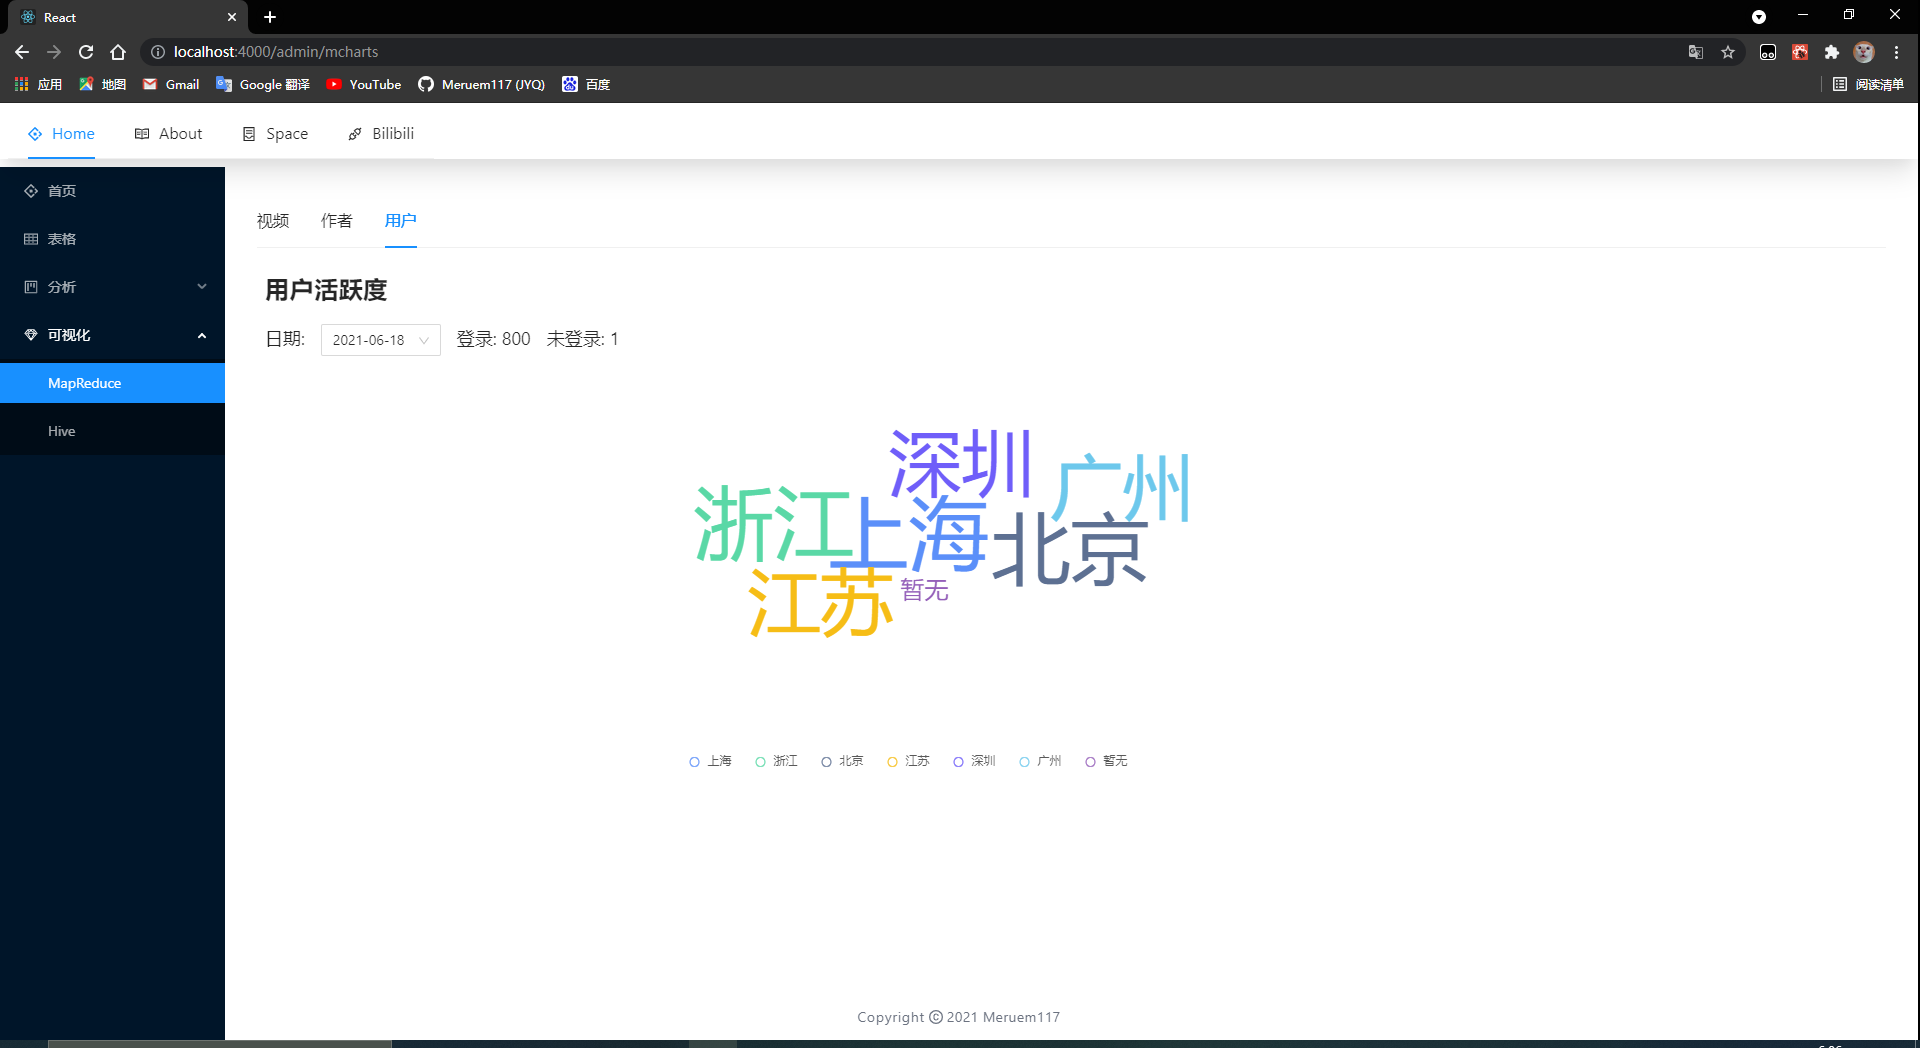 React
localhost:4000/admin/mcharts
应用 地图 Gmail Google 翻译 YouTube Meruem117 (JYQ) 百度 阅读清单
Home About Space Bilibili
首页
表格
分析
可视化
MapReduce
Hive
视频 作者 用户
用户活跃度
日期: 2021-06-18 登录: 800 未登录: 1
深圳
广州
浙江
上海
北京
江苏
暂无
上海 浙江 北京 江苏 深圳 广州 暂无
Copyright © 2021 Meruem117